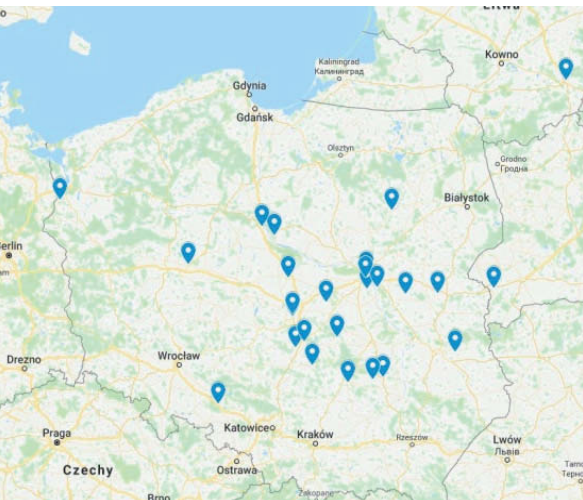 Litwa
Kowno
Kaliningrad
Калининград
Gdynia
Gdańsk
Olsztyn
Grodno
Гродна
Białystok
Berlin
Drezno
Wrocław
Praga
Katowice
Kraków
Rzeszów
Lwów
Львів
Czechy
Ostrawa
Zakopane
Brno